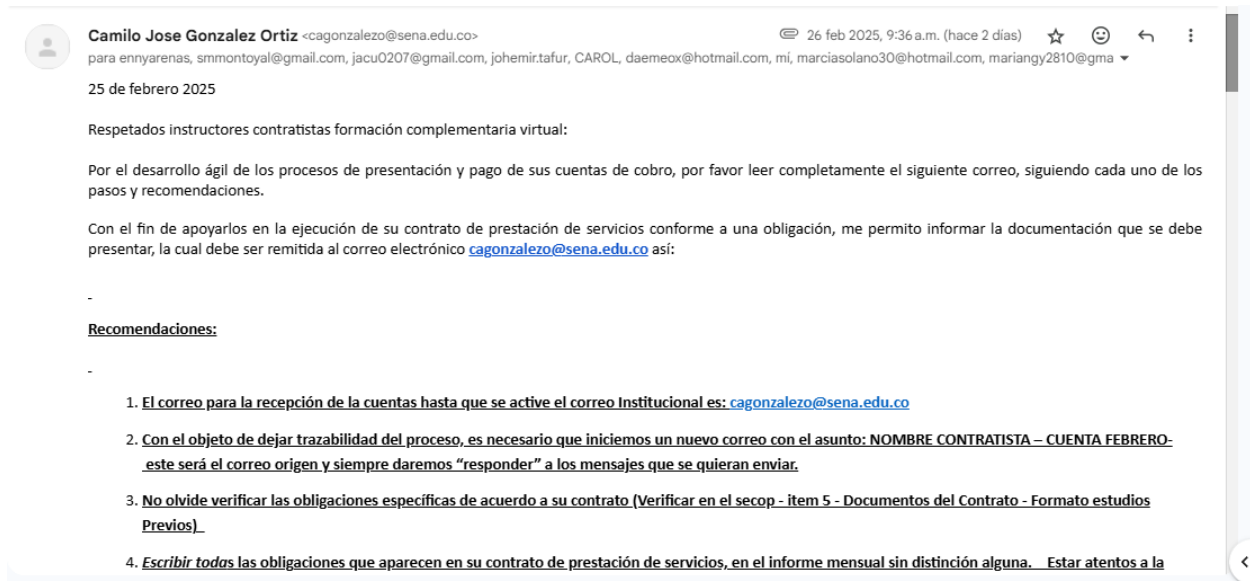 Camilo Jose Gonzalez Ortiz <cagonzalezo@sena.edu.co>
26 feb 2025, 9:36 a.m. (hace 2 días)
para ennyarenas, smmontoyal@gmail.com, jacu0207@gmail.com, johemir.tafur, CAROL, daemeox@hotmail.com, mí, marciasolano30@hotmail.com, mariangy2810@gma
25 de febrero 2025
Respetados instructores contratistas formación complementaria virtual:
Por el desarrollo ágil de los procesos de presentación y pago de sus cuentas de cobro, por favor leer completamente el siguiente correo, siguiendo cada uno de los
pasos y recomendaciones.
Con el fin de apoyarlos en la ejecución de su contrato de prestación de servicios conforme a una obligación, me permito informar la documentación que se debe
presentar, la cual debe ser remitida al correo electrónico cagonzalezo@sena.edu.co así:
Recomendaciones:
1. El correo para la recepción de la cuentas hasta que se active el correo Institucional es: cagonzalezo@sena.edu.co
2. Con el objeto de dejar trazabilidad del proceso, es necesario que iniciemos un nuevo correo con el asunto: NOMBRE CONTRATISTA – CUENTA FEBRERO-
este será el correo origen y siempre daremos “responder” a los mensajes que se quieran enviar.
3. No olvide verificar las obligaciones específicas de acuerdo a su contrato (Verificar en el secop - item 5 - Documentos del Contrato - Formato estudios
Previos)
4. Escribir todas las obligaciones que aparecen en su contrato de prestación de servicios, en el informe mensual sin distinción alguna. Estar atentos a la